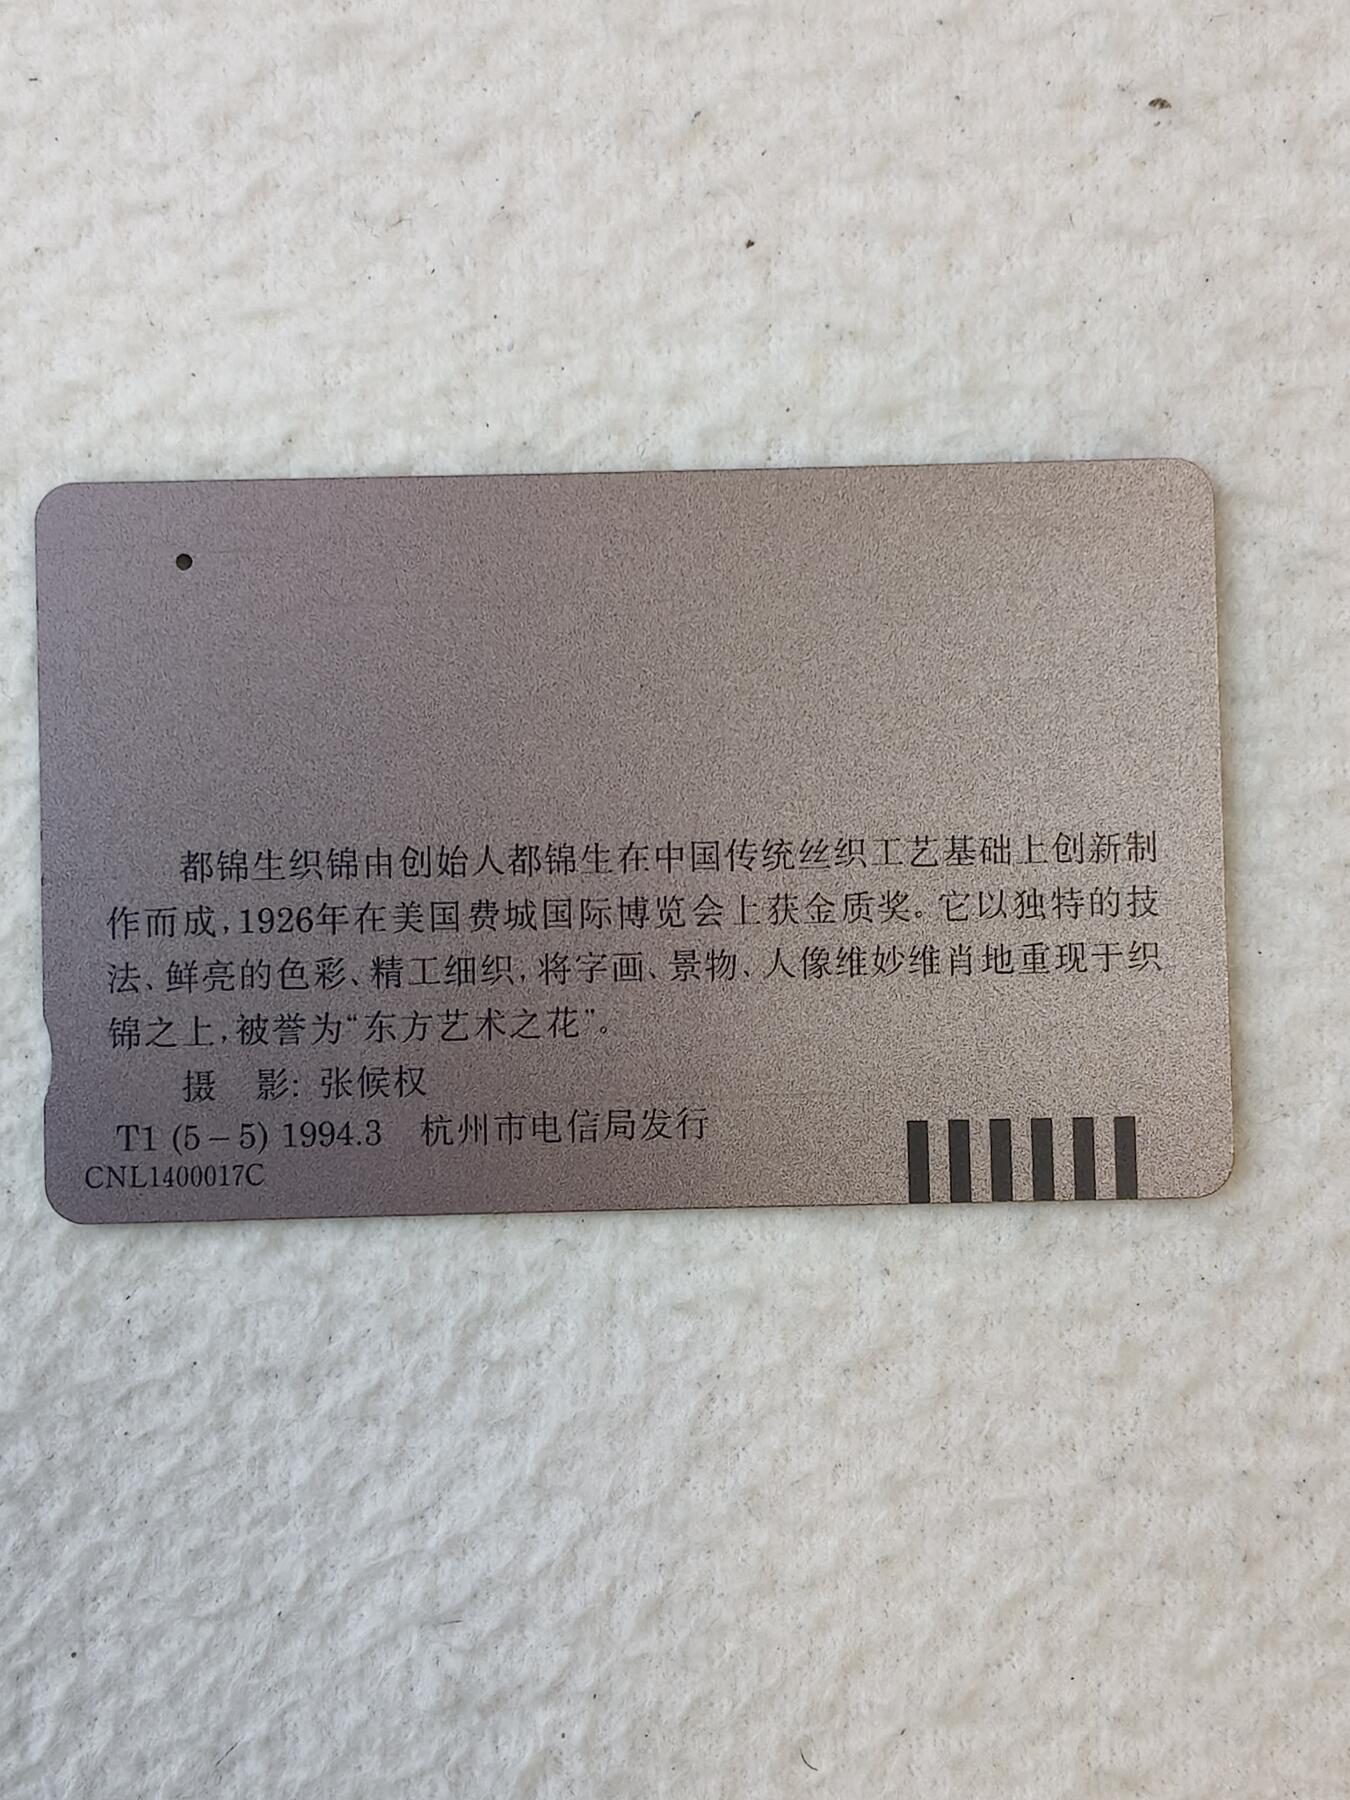 都锦生织锦由创始人都锦生在中国传统丝织工艺基础上创新制
作而成，1926年在美国费城国际博览会上获金质奖。它以独特的技
法、鲜亮的色彩、精工细织，将字画、景物、人像维妙维肖地重现于织
锦之上，被誉为“东方艺术之花”。
摄　影：张候权
T1 (5－5) 1994.3　杭州市电信局发行
CNL1400017C